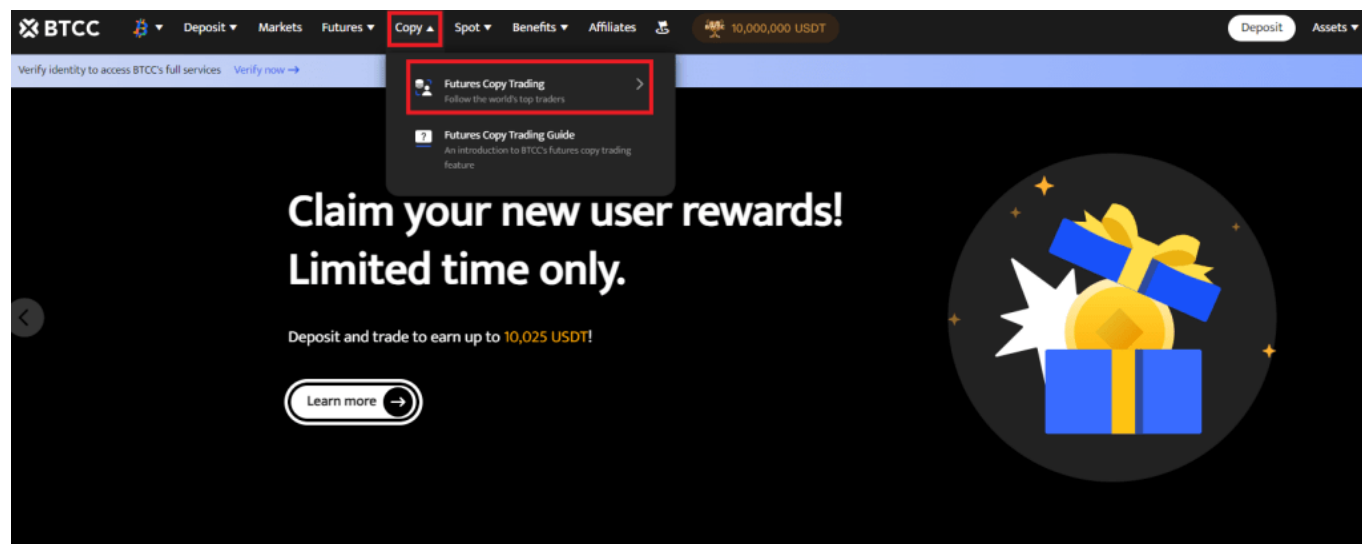 BTCC Deposit Markets Futures Copy Spot Benefits Affiliates 10,000,000 USDT Deposit Assets
Verify identity to access BTCC's full services Verify now →
Futures Copy Trading
Follow the world's top traders
? Futures Copy Trading Guide
An introduction to BTCC's futures copy trading
feature
Claim your new user rewards!
Limited time only.
Deposit and trade to earn up to 10,025 USDT!
Learn more →